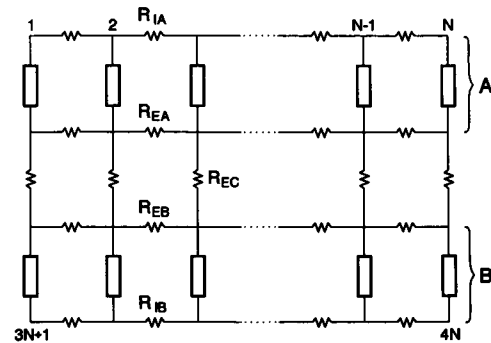 1 2 R_IA N-1 N
A
R_EA
R_EC
R_EB
B
R_IB
3N+1 4N